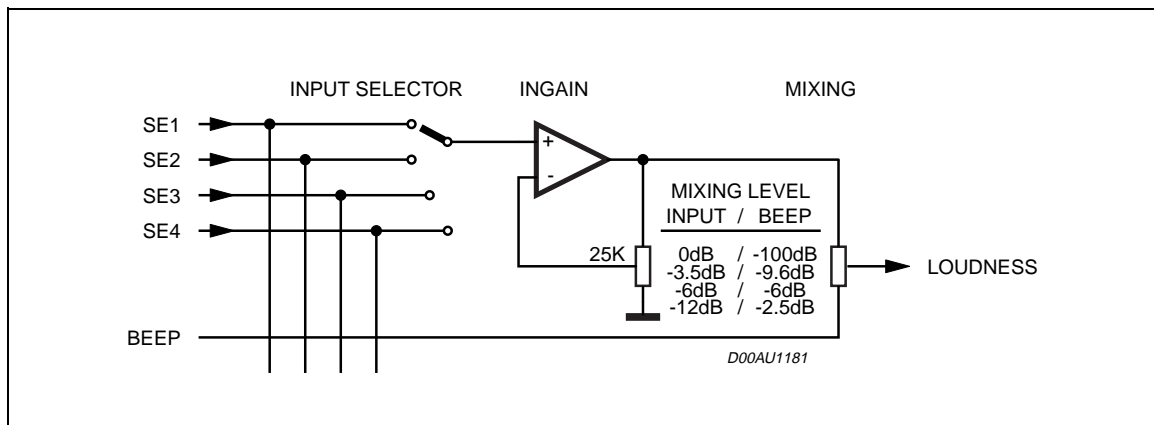 INPUT SELECTOR INGAIN MIXING
SE1
SE2
SE3
SE4
+
-
MIXING LEVEL
INPUT / BEEP
25K
0dB / -100dB
-3.5dB / -9.6dB
-6dB / -6dB
-12dB / -2.5dB
LOUDNESS
BEEP
D00AU1181